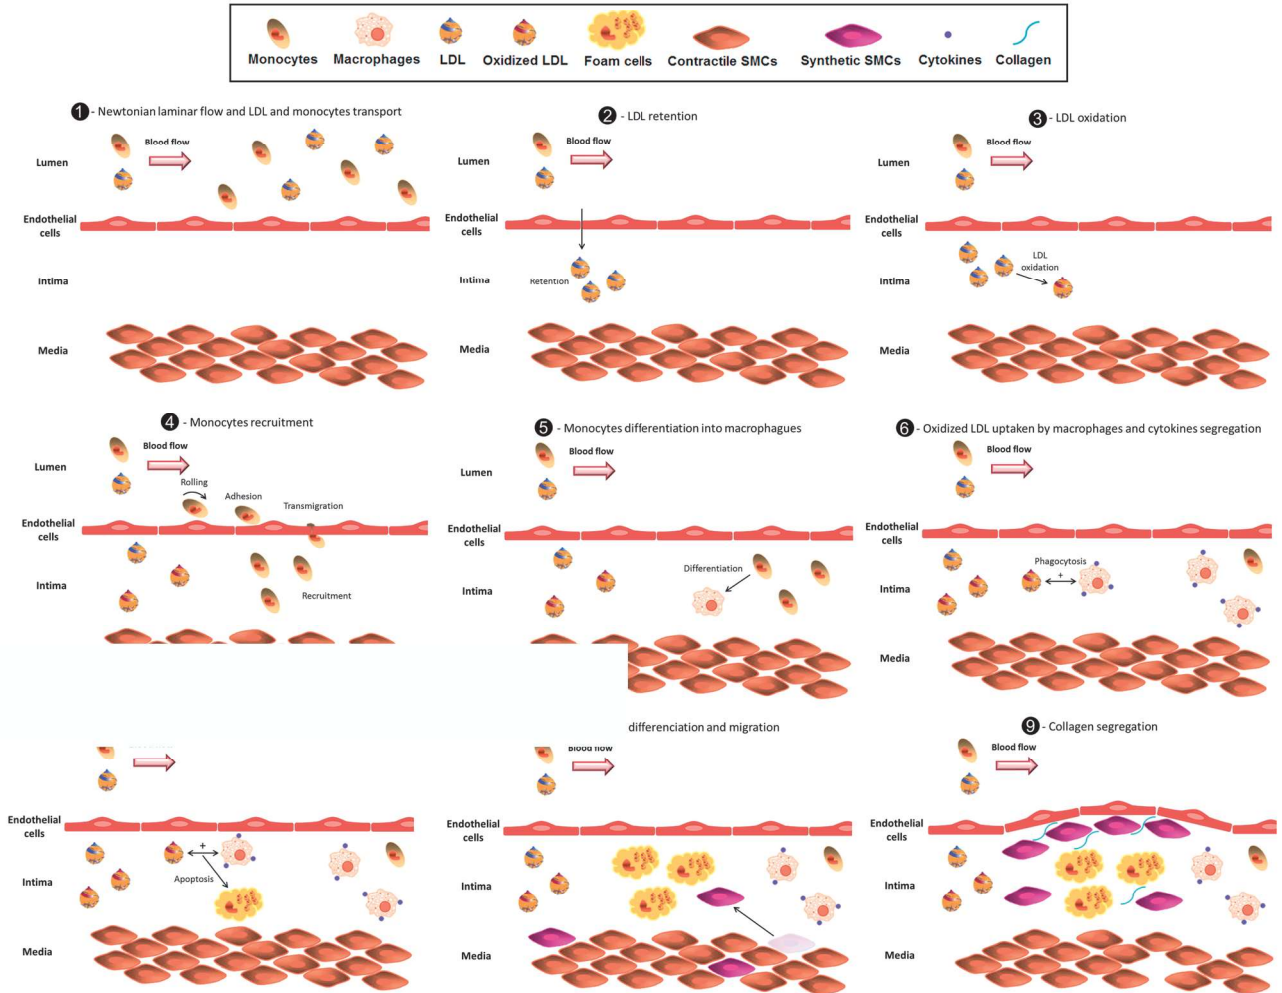 Monocytes Macrophages LDL Oxidized LDL Foam cells Contractile SMCs Synthetic SMCs Cytokines Collagen
1 - Newtonian laminar flow and LDL and monocytes transport
Blood flow
Lumen
Endothelial
cells
Intima
Media
2 - LDL retention
Blood flow
Lumen
Endothelial
cells
Intima
Retention
Media
3 - LDL oxidation
Blood flow
Lumen
Endothelial
cells
LDL
oxidation
Intima
Media
4 - Monocytes recruitment
Blood flow
Lumen
Rolling
Adhesion
Transmigration
Endothelial
cells
Intima
Recruitment
5 - Monocytes differentiation into macrophagues
Blood flow
Lumen
Endothelial
cells
Differentiation
Intima
6 - Oxidized LDL uptaken by macrophages and cytokines segregation
Blood flow
Lumen
Endothelial
cells
Phagocytosis
+
Intima
Media
Endothelial
cells
+
Apoptosis
Intima
Media
differenciation and migration
Blood flow
Endothelial
cells
Intima
Media
9 - Collagen segregation
Blood flow
Lumen
Endothelial
cells
Intima
Media